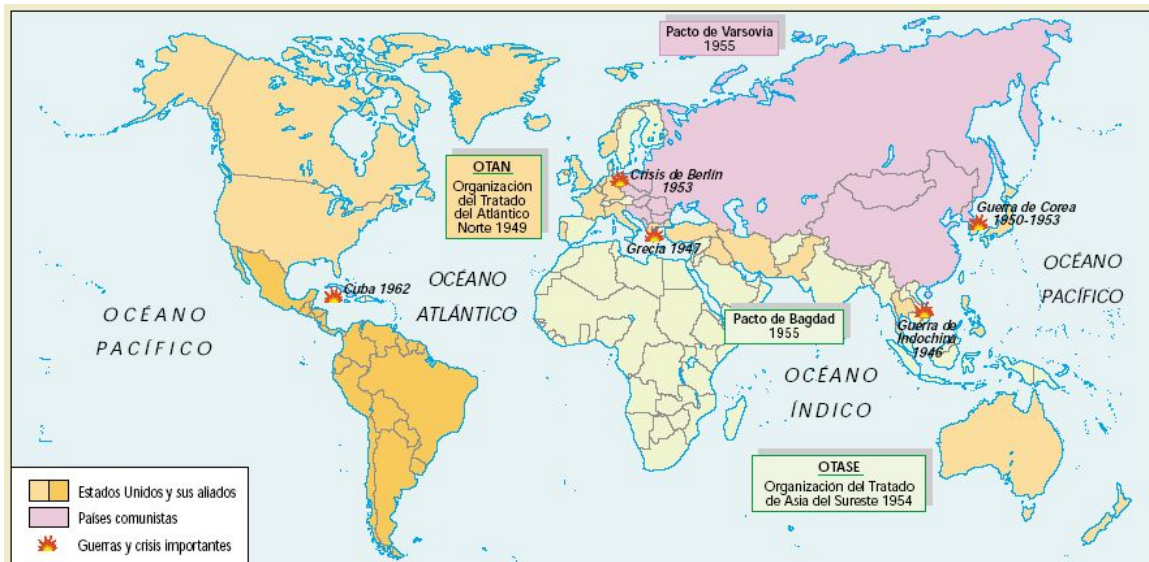 Pacto de Varsovia
1955
OTAN
Organización
del Tratado
del Atlántico
Norte 1949
Crisis de Berlín
1953
Guerra de Corea
1950-1953
Grecia 1947
Cuba 1962
OCÉANO
ATLÁNTICO
OCÉANO
PACÍFICO
OCÉANO
PACÍFICO
Pacto de Bagdad
1955
Guerra de
Indochina
1946
OCÉANO
ÍNDICO
OTASE
Organización del Tratado
de Asia del Sureste 1954
Estados Unidos y sus aliados
Países comunistas
Guerras y crisis importantes